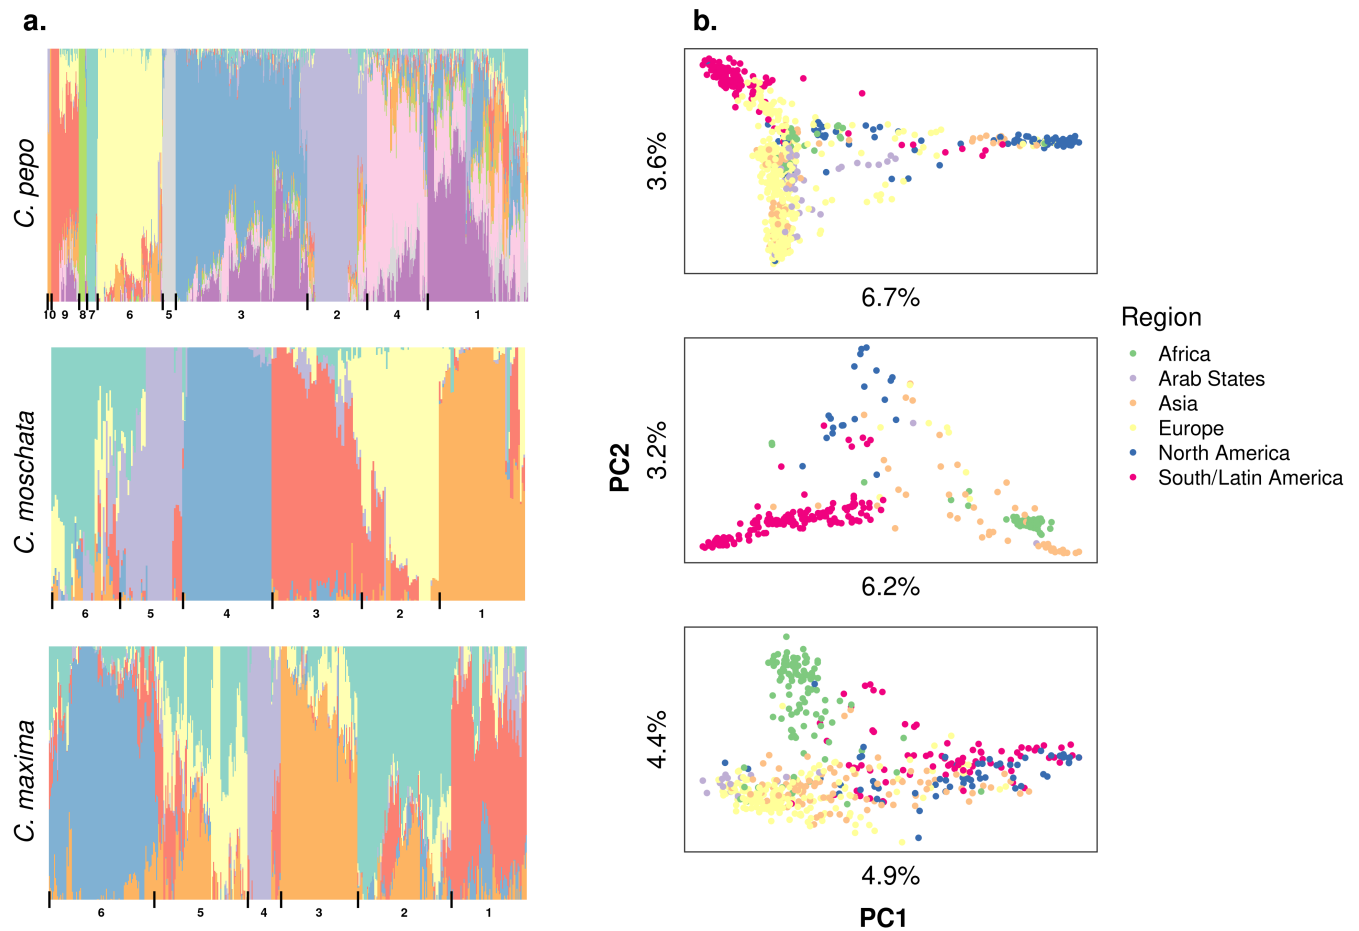 a.
b.
C. pepo
10 9 8 7 6 5 3 2 4 1
3.6%
6.7%
C. moschata
6 5 4 3 2 1
PC2
3.2%
6.2%
Region
Africa
Arab States
Asia
Europe
North America
South/Latin America
C. maxima
6 5 4 3 2 1
4.4%
4.9%
PC1